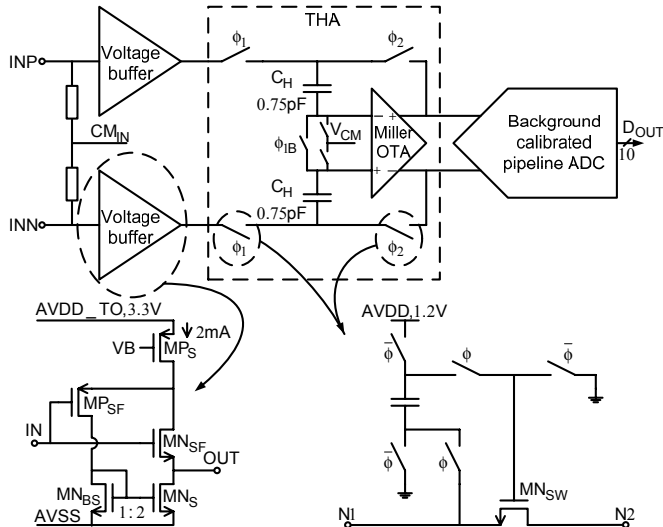 THA
INP
Voltage buffer
ϕ1
ϕ2
CH
0.75pF
CMIN
ϕ1B
VCM
− +
Miller OTA
+ −
Background calibrated pipeline ADC
DOUT
10
CH
0.75pF
INN
Voltage buffer
ϕ1
ϕ2
AVDD_TO,3.3V
2mA
VB
MPS
MPSF
IN
MNSF
OUT
MNBS
1:2
MNS
AVSS
AVDD,1.2V
ϕ̅
ϕ
ϕ̅
ϕ̅
ϕ
MNSW
N1
N2